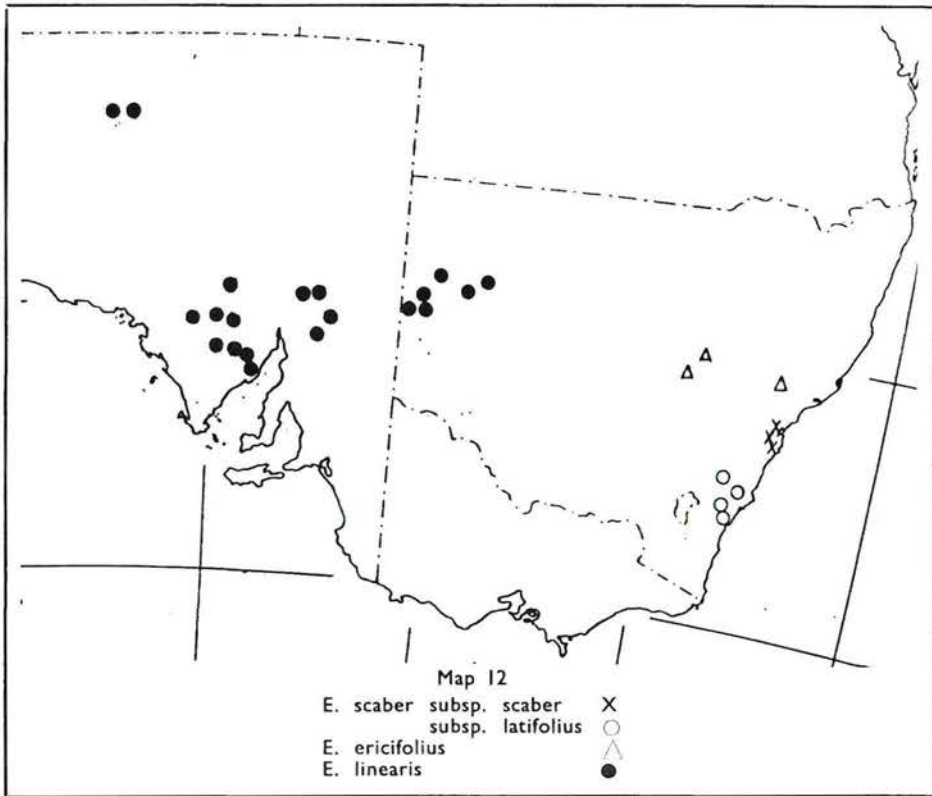 Map 12
E. scaber subsp. scaber X
subsp. latifolius ○
E. ericifolius △
E. linearis ●